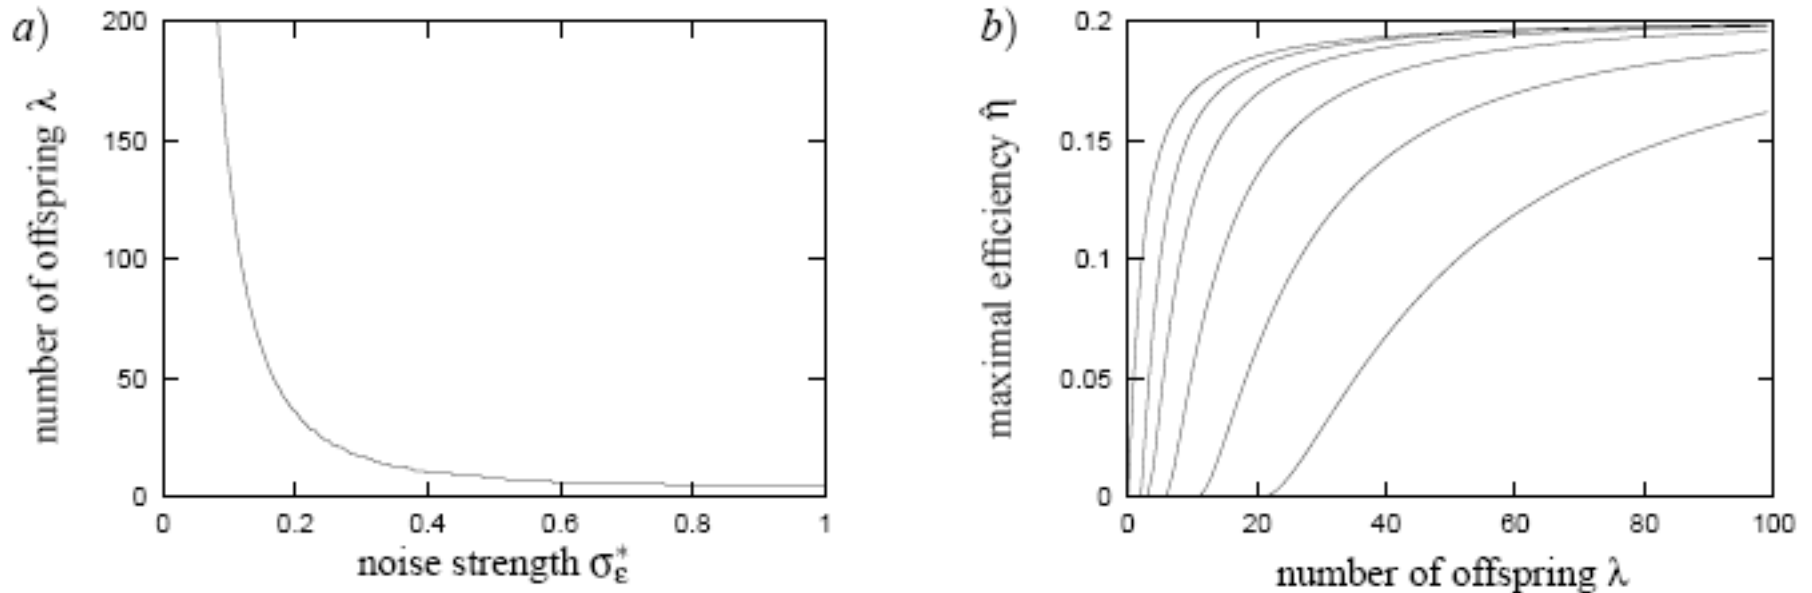 a)
200
150
100
50
0
number of offspring λ
0 0.2 0.4 0.6 0.8 1
noise strength σ*ε
b)
0.2
0.15
0.1
0.05
0
maximal efficiency η̂
0 20 40 60 80 100
number of offspring λ